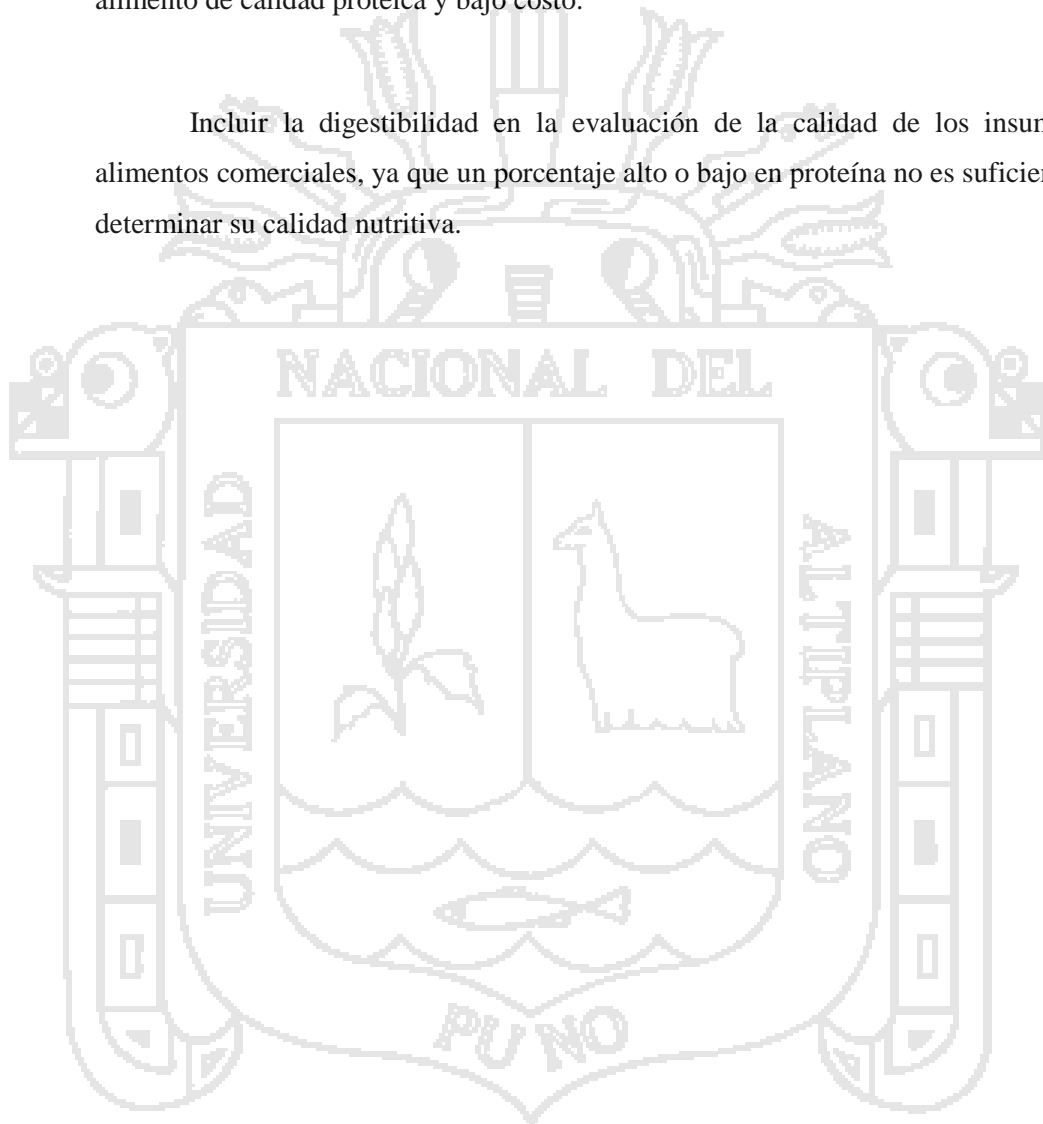 alimento de calidad proteica y bajo costo.
Incluir la digestibilidad en la evaluación de la calidad de los insum
alimentos comerciales, ya que un porcentaje alto o bajo en proteína no es suficien
determinar su calidad nutritiva.
NACIONAL DEL
UNIVERSIDAD
ALTIPLANO
PUNO